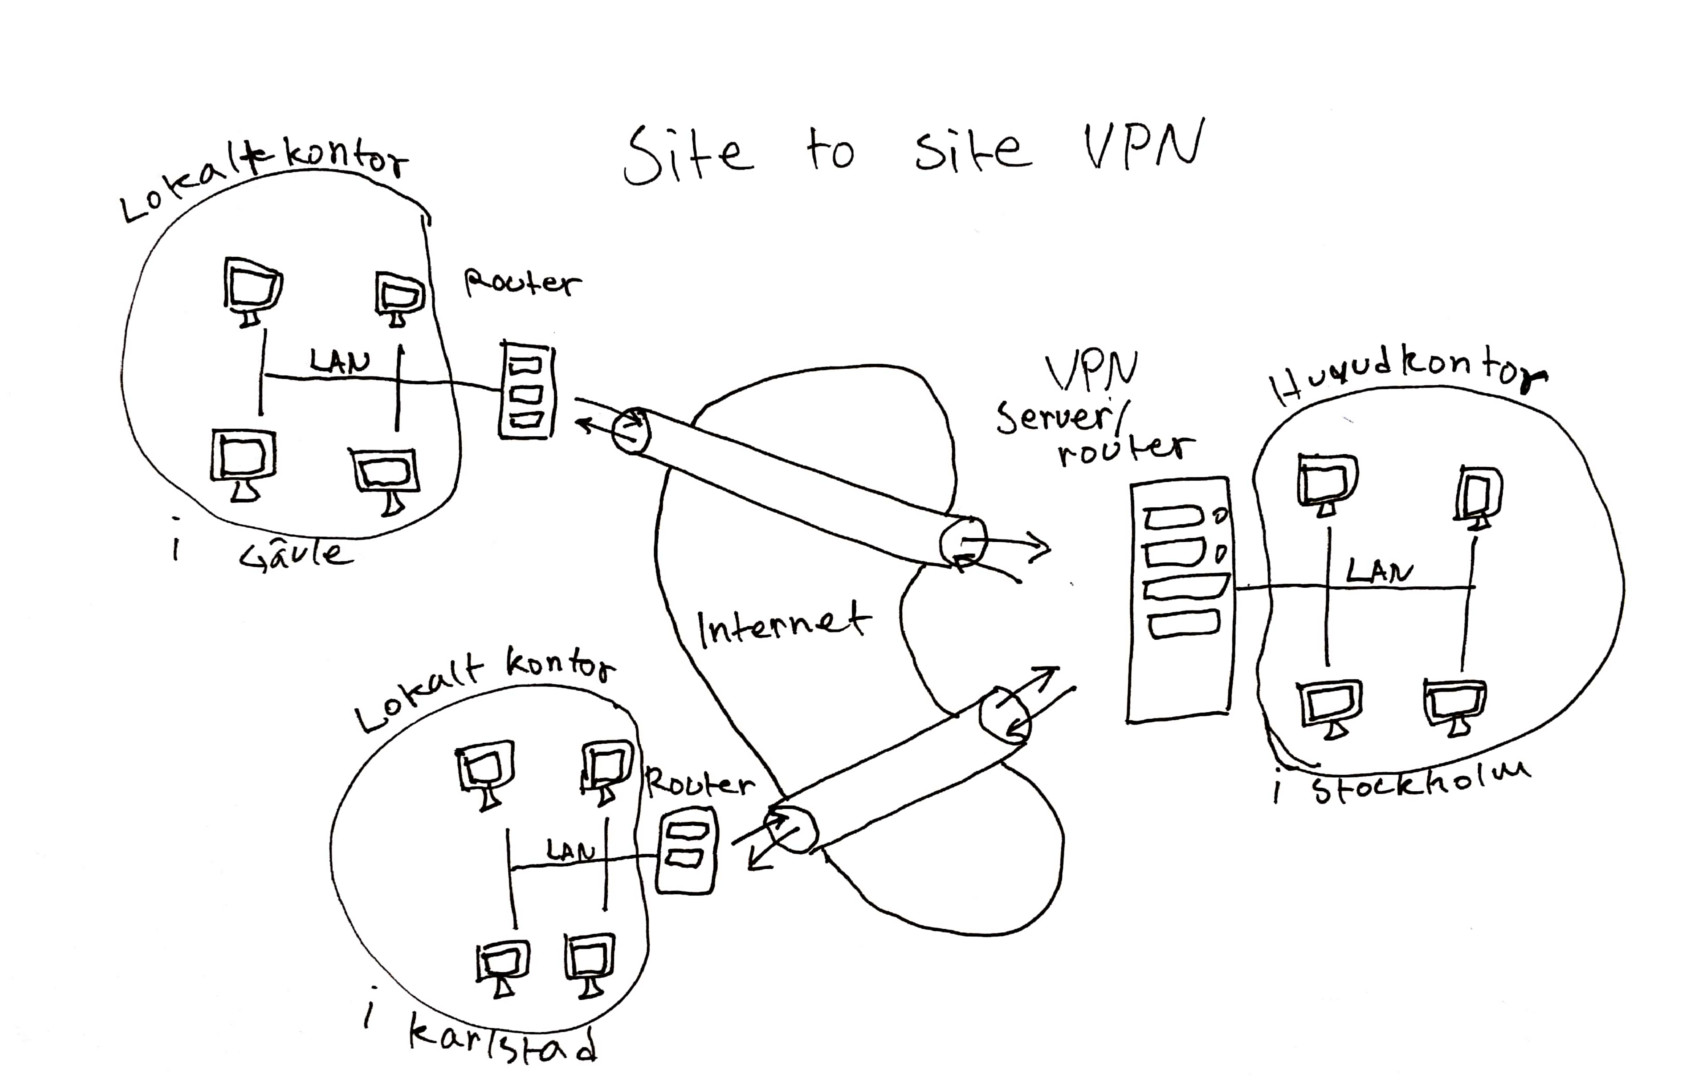 Site to site VPN
Lokalt kontor
Router
LAN
i Gävle
VPN
Server/
router
Huvudkontor
LAN
i Stockholm
Internet
Lokalt kontor
Router
LAN
i karlstad